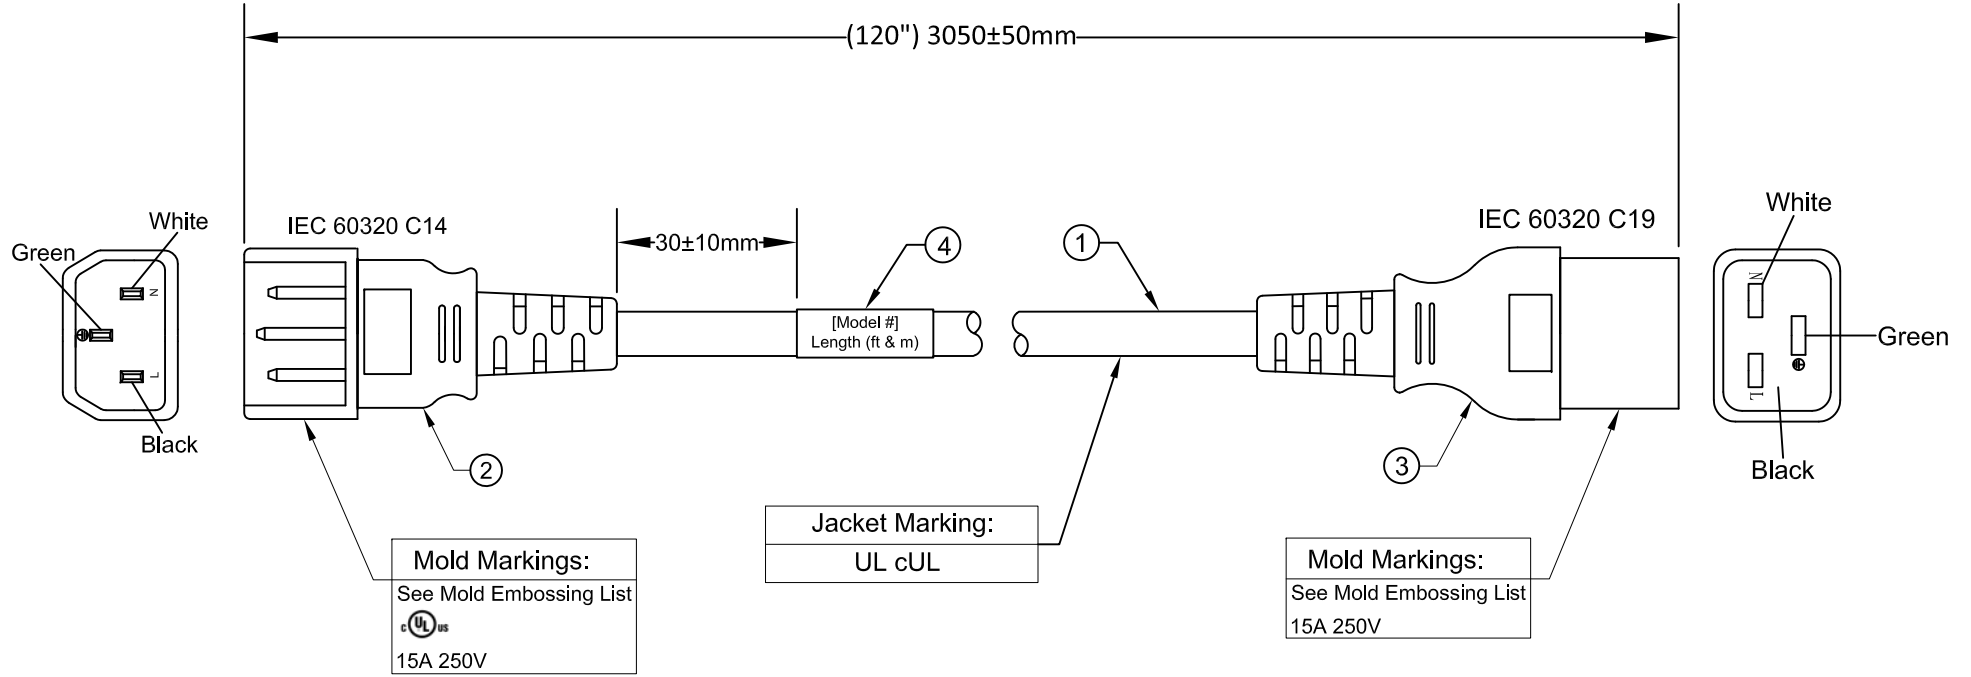 (120") 3050±50mm
IEC 60320 C14
IEC 60320 C19
White
Green
N
L
Black
30±10mm
4
1
[Model #]
Length (ft & m)
White
N
Green
L
Black
2
3
Jacket Marking:
UL cUL
Mold Markings:
See Mold Embossing List
c UL us
15A 250V
Mold Markings:
See Mold Embossing List
15A 250V